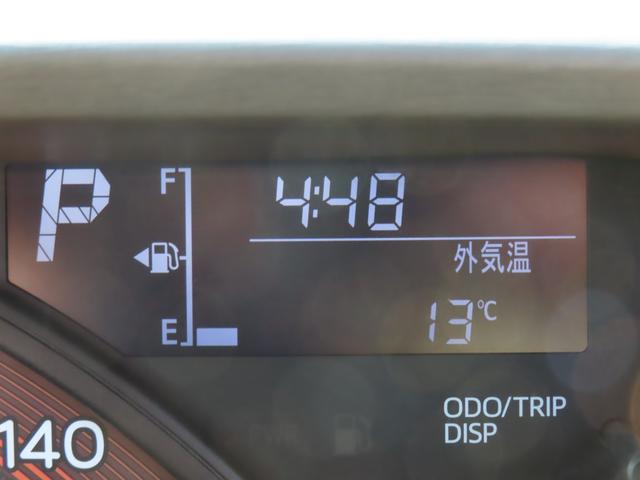 P
F
4:48
外気温
E
13℃
ODO/TRIP
DISP
140